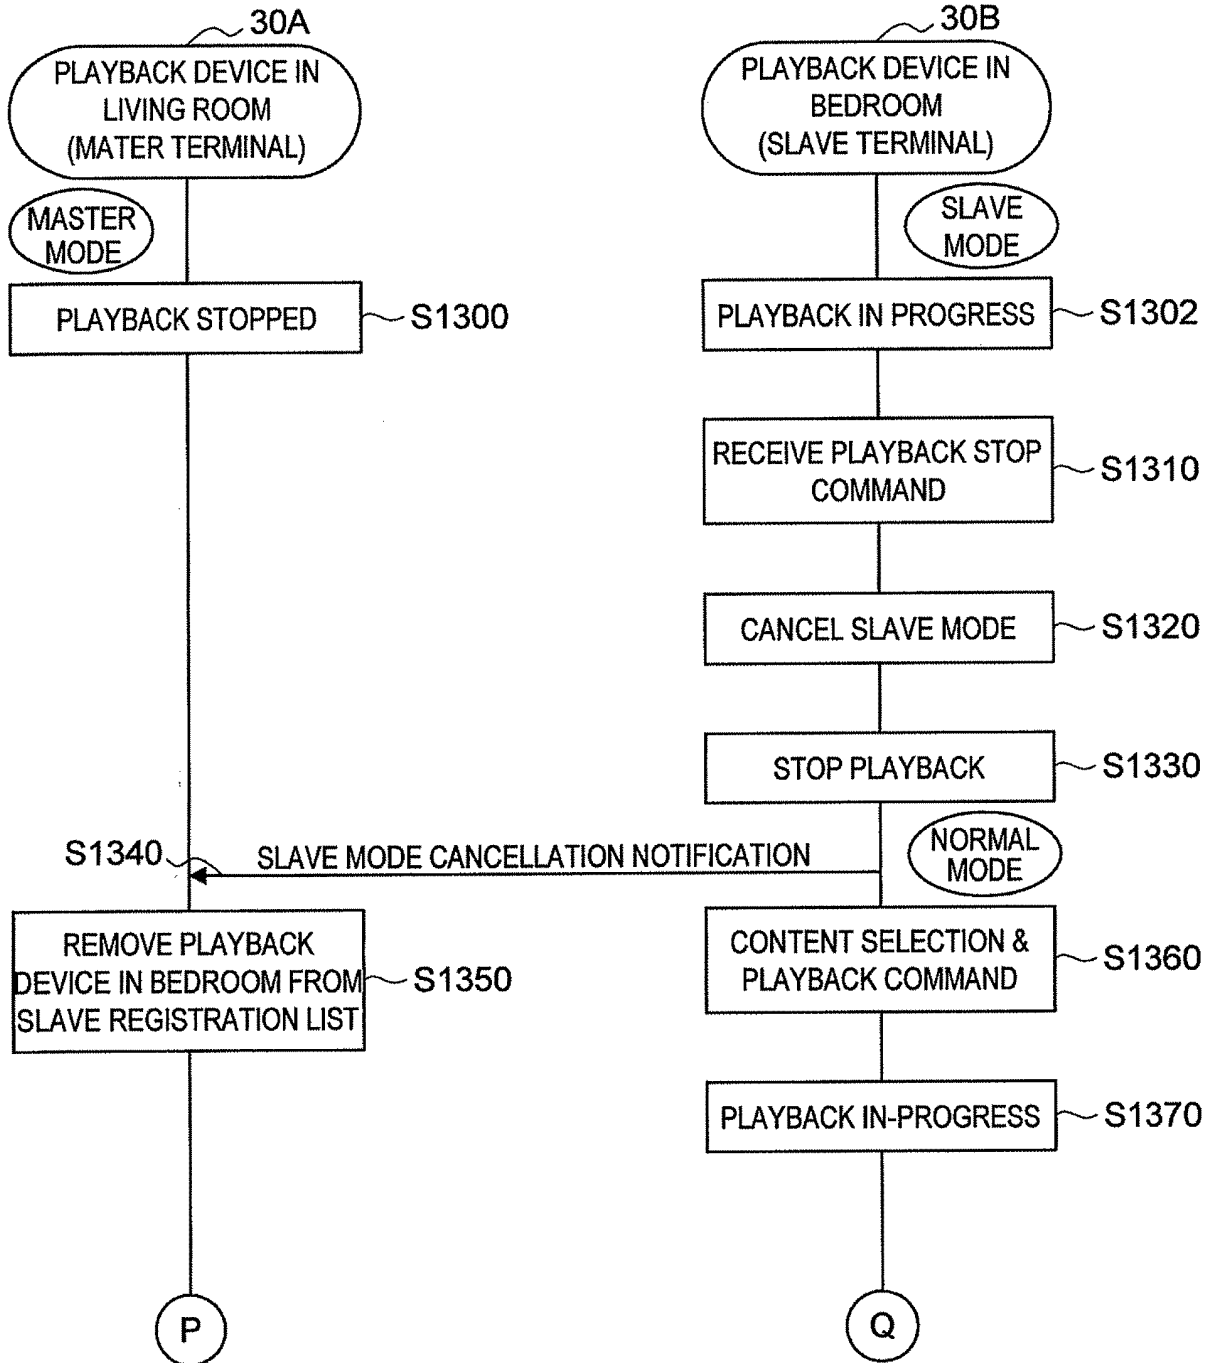 30A
PLAYBACK DEVICE IN
LIVING ROOM
(MATER TERMINAL)
30B
PLAYBACK DEVICE IN
BEDROOM
(SLAVE TERMINAL)
MASTER
MODE
SLAVE
MODE
PLAYBACK STOPPED
S1300
PLAYBACK IN PROGRESS
S1302
RECEIVE PLAYBACK STOP
COMMAND
S1310
CANCEL SLAVE MODE
S1320
STOP PLAYBACK
S1330
S1340
SLAVE MODE CANCELLATION NOTIFICATION
NORMAL
MODE
REMOVE PLAYBACK
DEVICE IN BEDROOM FROM
SLAVE REGISTRATION LIST
S1350
CONTENT SELECTION &
PLAYBACK COMMAND
S1360
PLAYBACK IN-PROGRESS
S1370
P
Q